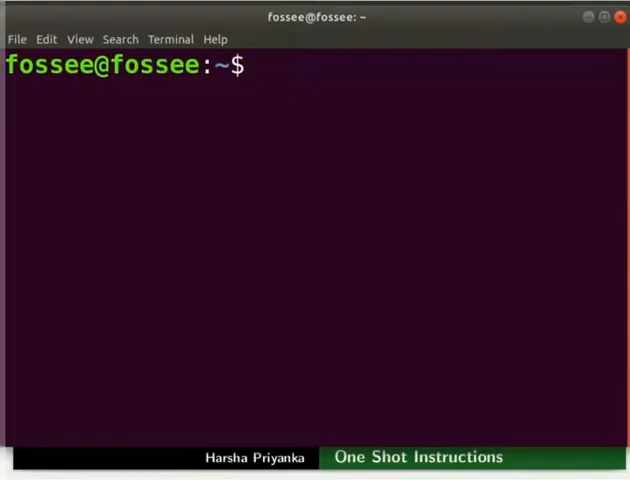 fossee@fossee: ~
File Edit View Search Terminal Help
fossee@fossee:~$
Harsha Priyanka One Shot Instructions